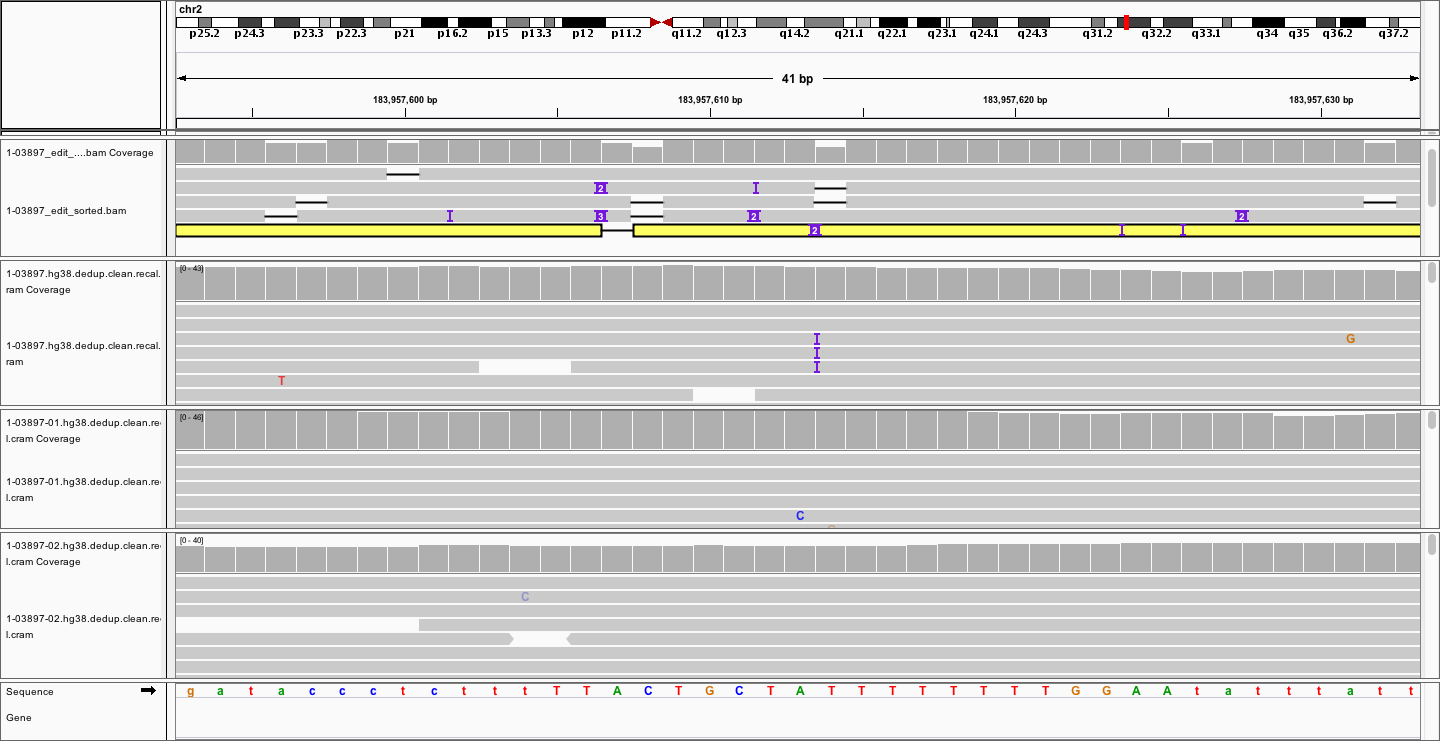 chr2
p25.2 p24.3 p23.3 p22.3 p21 p16.2 p15 p13.3 p12 p11.2 q11.2 q12.3 q14.2 q21.1 q22.1 q23.1 q24.1 q24.3 q31.2 q32.2 q33.1 q34 q35 q36.2 q37.2
41 bp
183,957,600 bp 183,957,610 bp 183,957,620 bp 183,957,630 bp
1-03897_edit_....bam Coverage
2 I
1-03897_edit_sorted.bam
I 3 2 2
2 I I
1-03897.hg38.dedup.clean.recal.
ram Coverage
[0 - 43]
1-03897.hg38.dedup.clean.recal.
ram
I G
I
I
T
1-03897-01.hg38.dedup.clean.re
l.cram Coverage
[0 - 46]
1-03897-01.hg38.dedup.clean.re
l.cram
C
1-03897-02.hg38.dedup.clean.re
l.cram Coverage
[0 - 40]
C
1-03897-02.hg38.dedup.clean.re
l.cram
Sequence g a t a c c c t c t t t T T A C T G C T A T T T T T T T T G G A A t a t t t a t t
Gene